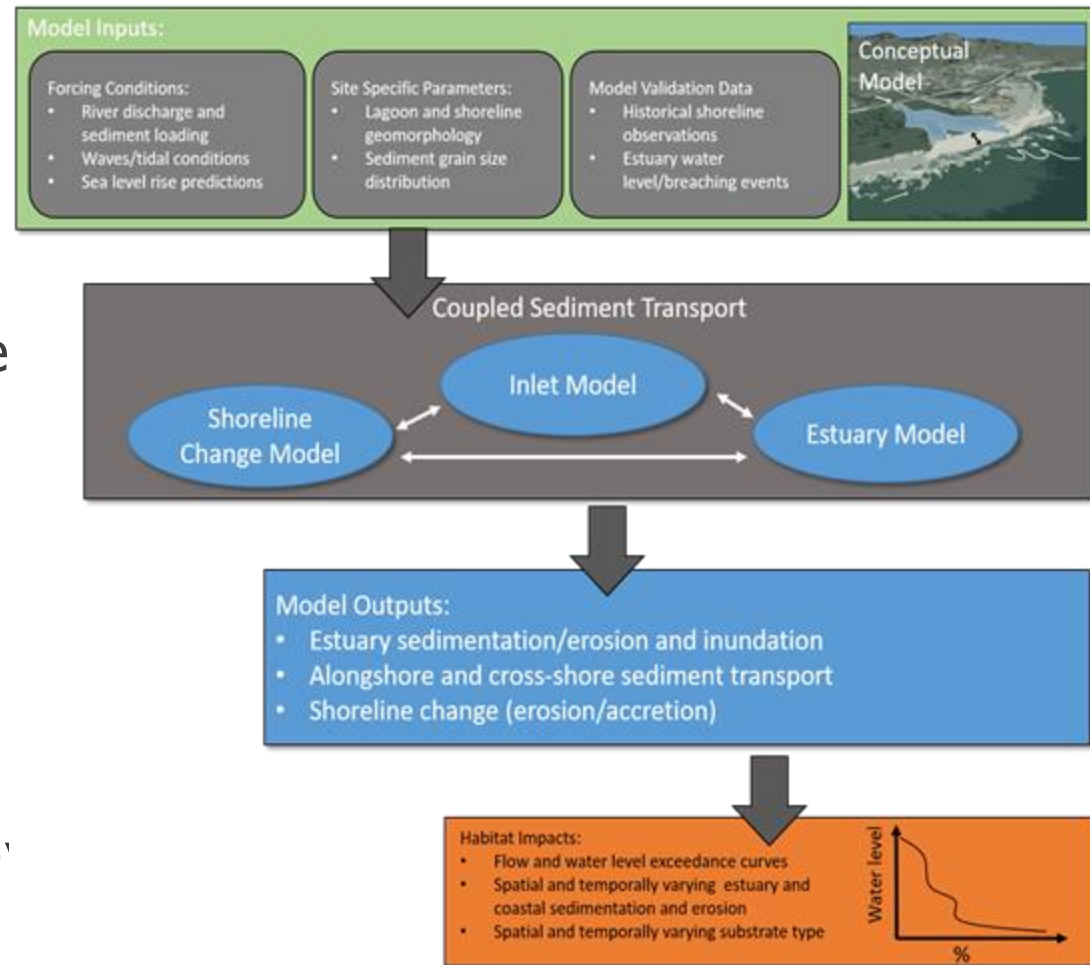 Model Inputs:
Forcing Conditions:
• River discharge and
sediment loading
• Waves/tidal conditions
• Sea level rise predictions
Site Specific Parameters:
• Lagoon and shoreline
geomorphology
• Sediment grain size
distribution
Model Validation Data
• Historical shoreline
observations
• Estuary water
level/breaching events
Conceptual
Model
e
Coupled Sediment Transport
Inlet Model
Shoreline
Change Model
Estuary Model
Model Outputs:
• Estuary sedimentation/erosion and inundation
• Alongshore and cross-shore sediment transport
• Shoreline change (erosion/accretion)
Habitat Impacts:
• Flow and water level exceedance curves
• Spatial and temporally varying estuary and
coastal sedimentation and erosion
• Spatial and temporally varying substrate type
Water level
%